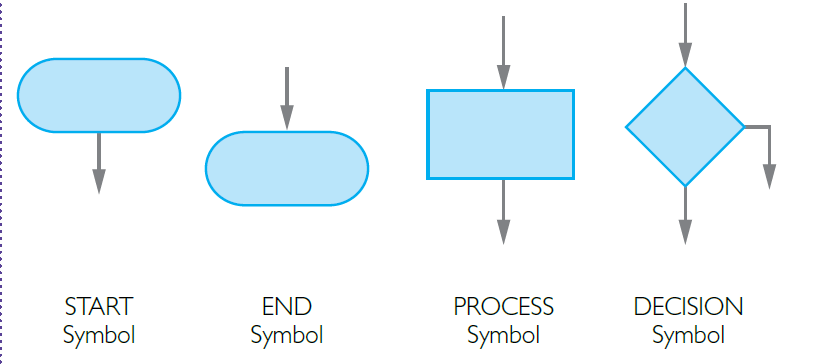 START
Symbol
END
Symbol
PROCESS
Symbol
DECISION
Symbol